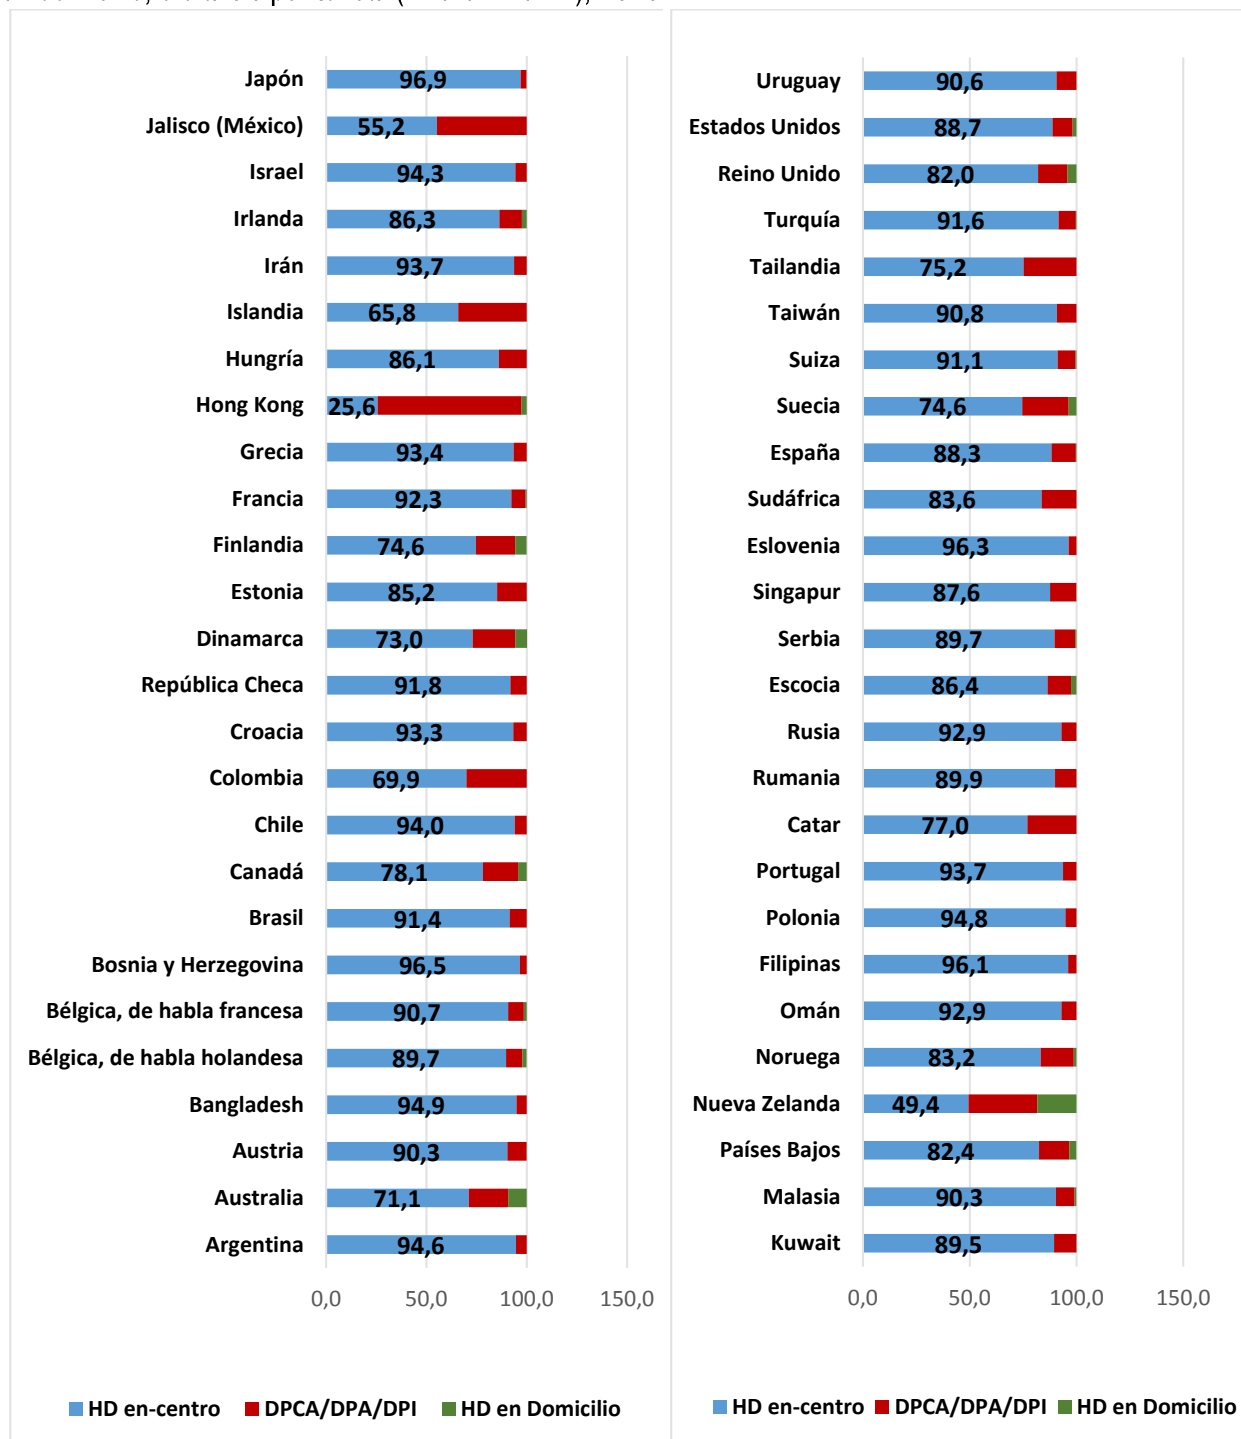 Japón 96,9
Jalisco (México) 55,2
Israel 94,3
Irlanda 86,3
Irán 93,7
Islandia 65,8
Hungría 86,1
Hong Kong 25,6
Grecia 93,4
Francia 92,3
Finlandia 74,6
Estonia 85,2
Dinamarca 73,0
República Checa 91,8
Croacia 93,3
Colombia 69,9
Chile 94,0
Canadá 78,1
Brasil 91,4
Bosnia y Herzegovina 96,5
Bélgica, de habla francesa 90,7
Bélgica, de habla holandesa 89,7
Bangladesh 94,9
Austria 90,3
Australia 71,1
Argentina 94,6
0,0 50,0 100,0 150,0
HD en-centro DPCA/DPA/DPI HD en Domicilio
Uruguay 90,6
Estados Unidos 88,7
Reino Unido 82,0
Turquía 91,6
Tailandia 75,2
Taiwán 90,8
Suiza 91,1
Suecia 74,6
España 88,3
Sudáfrica 83,6
Eslovenia 96,3
Singapur 87,6
Serbia 89,7
Escocia 86,4
Rusia 92,9
Rumania 89,9
Catar 77,0
Portugal 93,7
Polonia 94,8
Filipinas 96,1
Omán 92,9
Noruega 83,2
Nueva Zelanda 49,4
Países Bajos 82,4
Malasia 90,3
Kuwait 89,5
0,0 50,0 100,0 150,0
HD en-centro DPCA/DPA/DPI HD en Domicilio